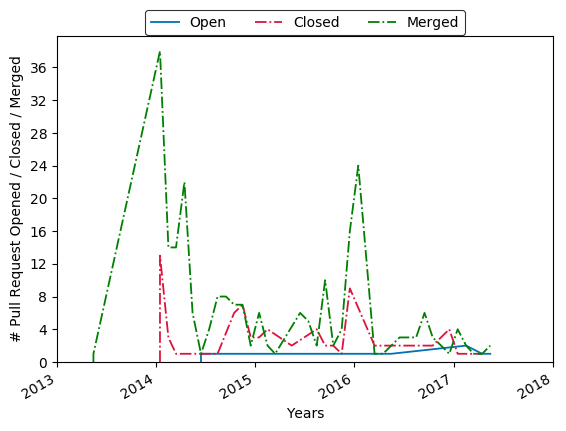 Open Closed Merged
# Pull Request Opened / Closed / Merged
36
32
28
24
20
16
12
8
4
0
2013 2014 2015 2016 2017 2018
Years